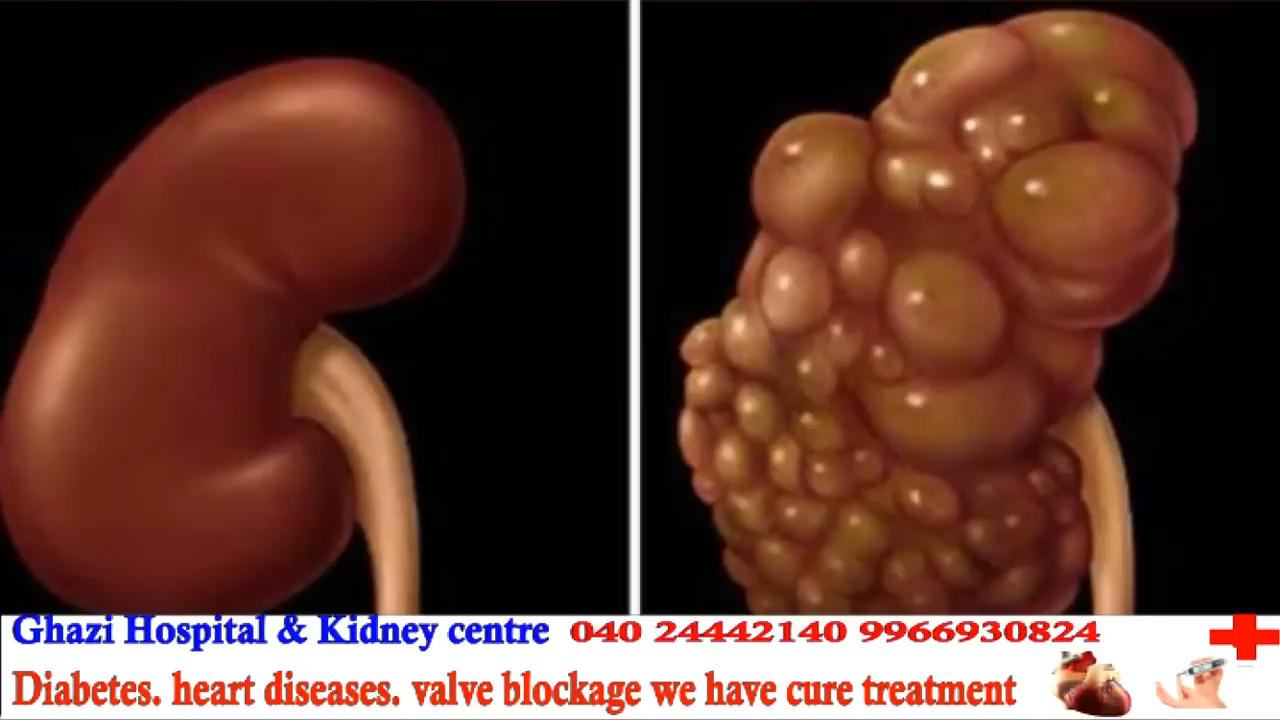 Ghazi Hospital & Kidney centre 040 24442140 9966930824
Diabetes. heart diseases. valve blockage we have cure treatment